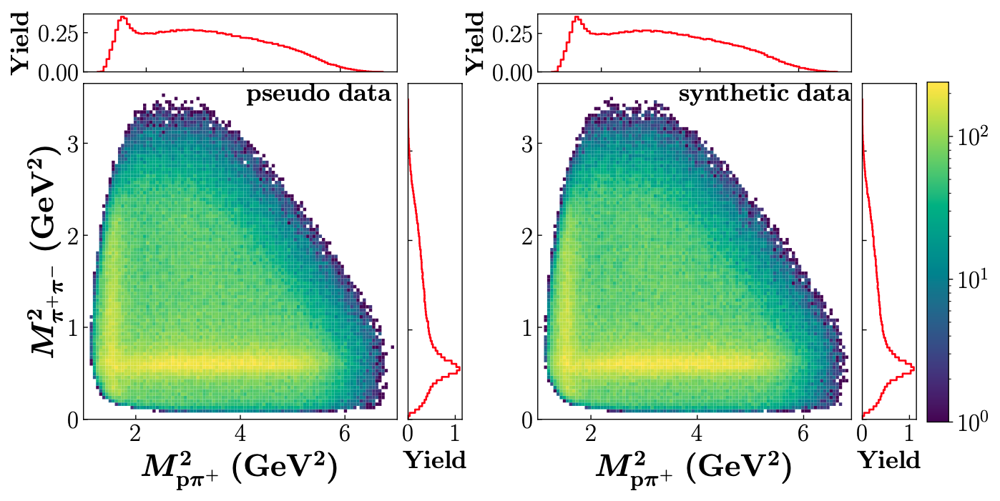 Yield
0.25
0.00
Yield
0.25
0.00
pseudo data
synthetic data
M²π⁺π⁻ (GeV²)
3
2
1
0
3
2
1
0
10²
10¹
10⁰
2 4 6
0 1
2 4 6
0 1
M²pπ⁺ (GeV²)
Yield
M²pπ⁺ (GeV²)
Yield